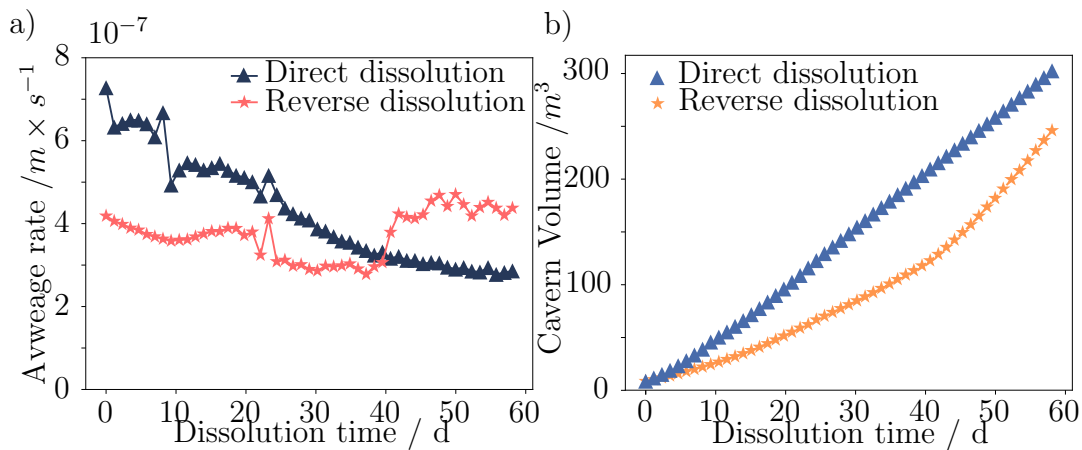 a)
10⁻⁷
8
6
4
2
0
Avweage rate /m × s⁻¹
Direct dissolution
Reverse dissolution
0 10 20 30 40 50 60
Dissolution time / d
b)
300
200
100
0
Cavern Volume /m³
Direct dissolution
Reverse dissolution
0 10 20 30 40 50 60
Dissolution time / d